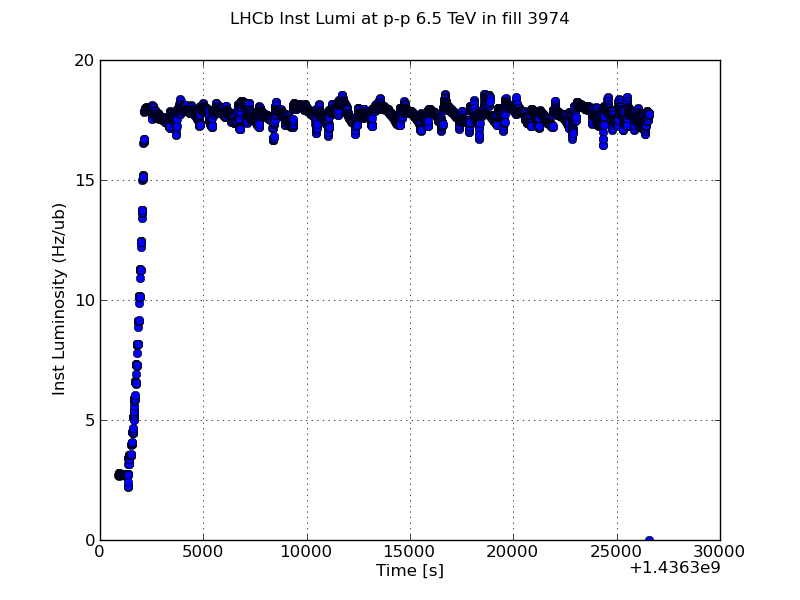 LHCb Inst Lumi at p-p 6.5 TeV in fill 3974
20
15
10
5
0
Inst Luminosity (Hz/ub)
0 5000 10000 15000 20000 25000 30000
Time [s]
+1.4363e9